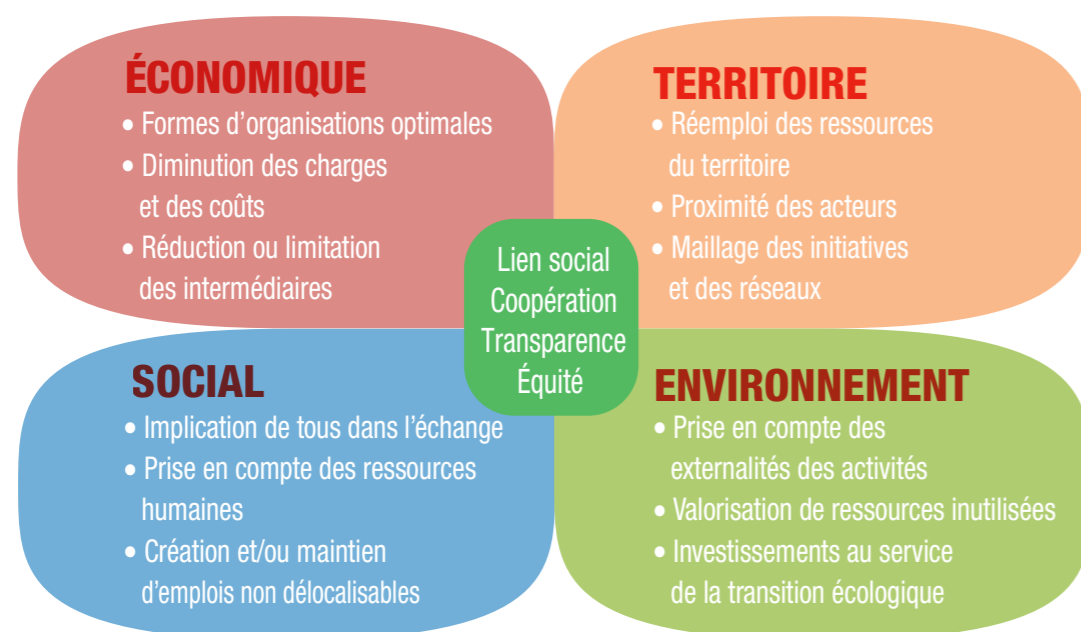 ÉCONOMIQUE
• Formes d'organisations optimales
• Diminution des charges
et des coûts
• Réduction ou limitation
des intermédiaires
TERRITOIRE
• Réemploi des ressources
du territoire
• Proximité des acteurs
• Maillage des initiatives
et des réseaux
Lien social
Coopération
Transparence
Équité
SOCIAL
• Implication de tous dans l'échange
• Prise en compte des ressources
humaines
• Création et/ou maintien
d'emplois non délocalisables
ENVIRONNEMENT
• Prise en compte des
externalités des activités
• Valorisation de ressources inutilisées
• Investissements au service
de la transition écologique